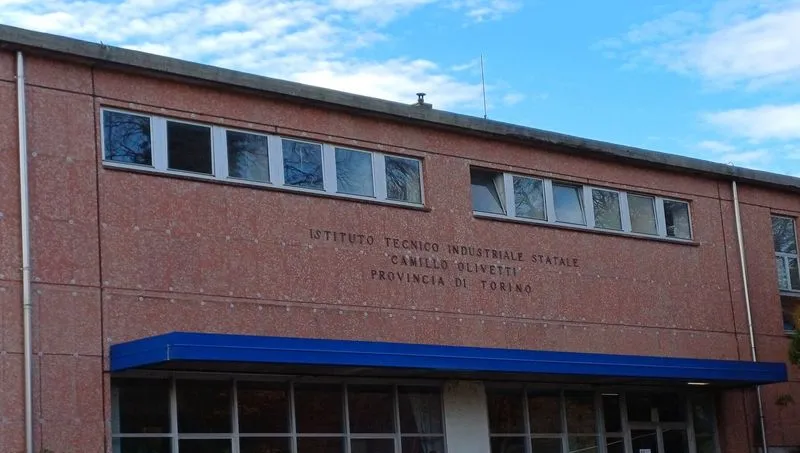 ISTITUTO TECNICO INDUSTRIALE STATALE
CAMILLO OLIVETTI
PROVINCIA DI TORINO